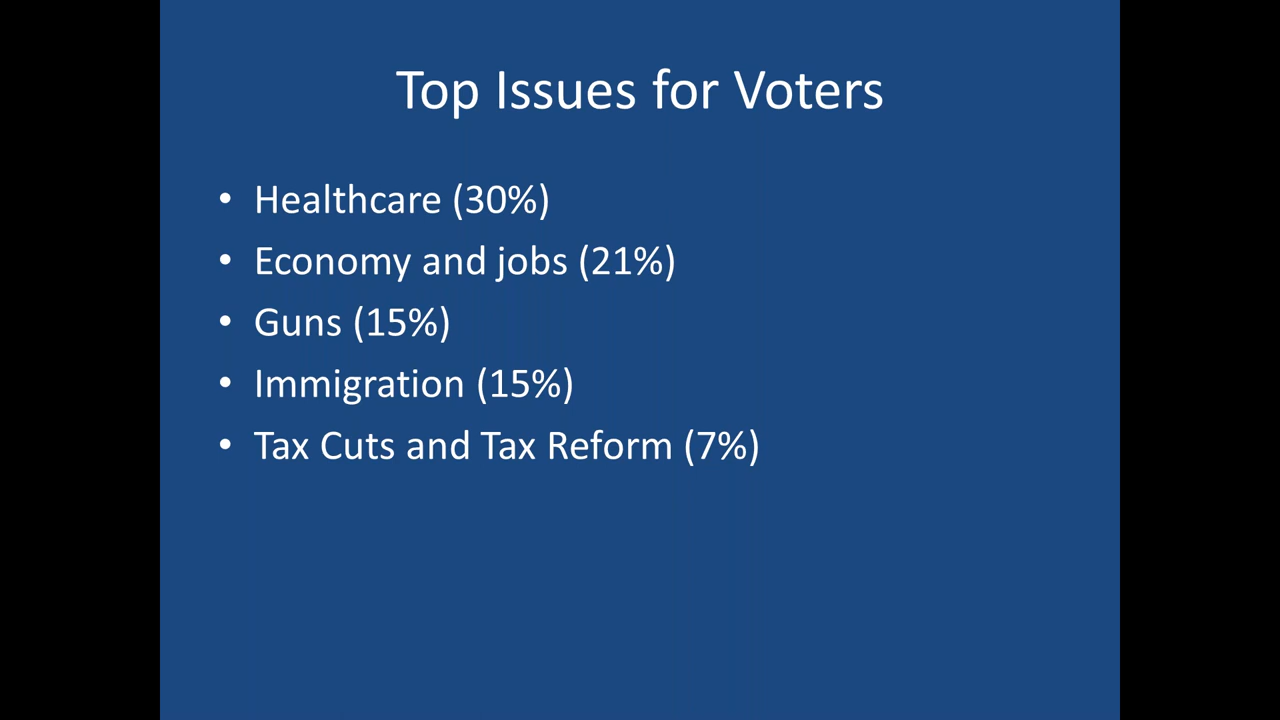 Top Issues for Voters
• Healthcare (30%)
• Economy and jobs (21%)
• Guns (15%)
• Immigration (15%)
• Tax Cuts and Tax Reform (7%)